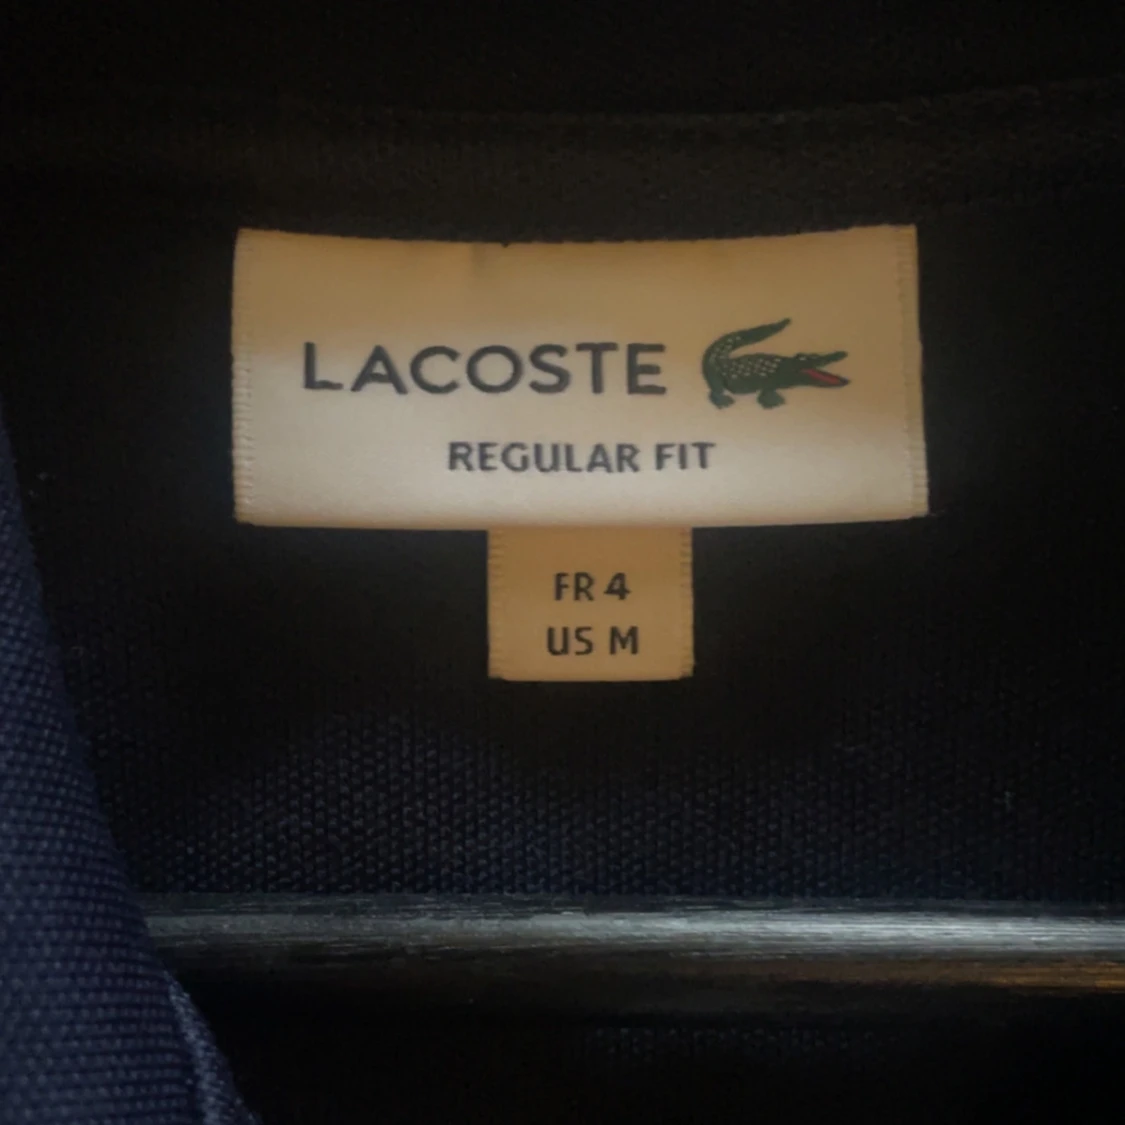 LACOSTE
REGULAR FIT
FR 4
US M